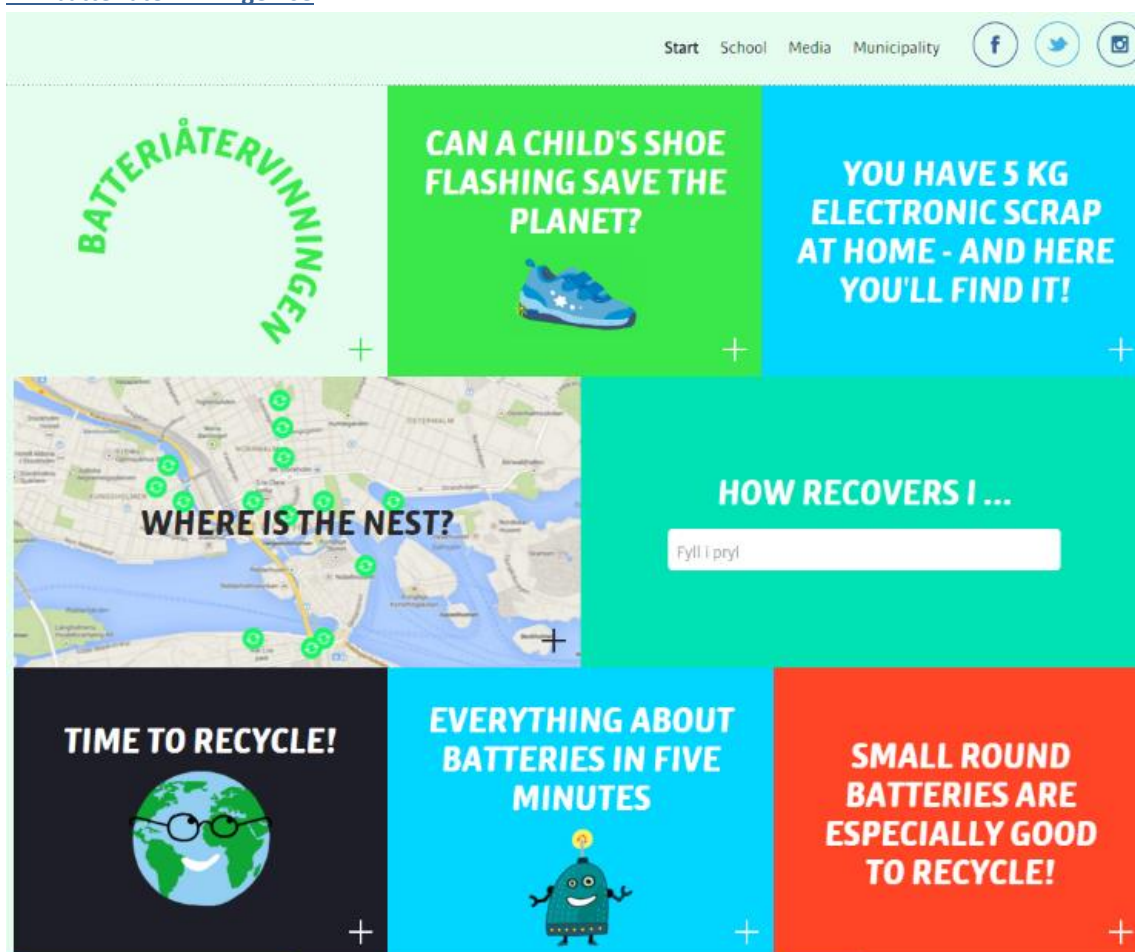 Start School Media Municipality
BATTERIÅTERVINNINGEN
CAN A CHILD'S SHOE
FLASHING SAVE THE
PLANET?
YOU HAVE 5 KG
ELECTRONIC SCRAP
AT HOME - AND HERE
YOU'LL FIND IT!
WHERE IS THE NEST?
HOW RECOVERS I ...
Fyll i pryl
TIME TO RECYCLE!
EVERYTHING ABOUT
BATTERIES IN FIVE
MINUTES
SMALL ROUND
BATTERIES ARE
ESPECIALLY GOOD
TO RECYCLE!